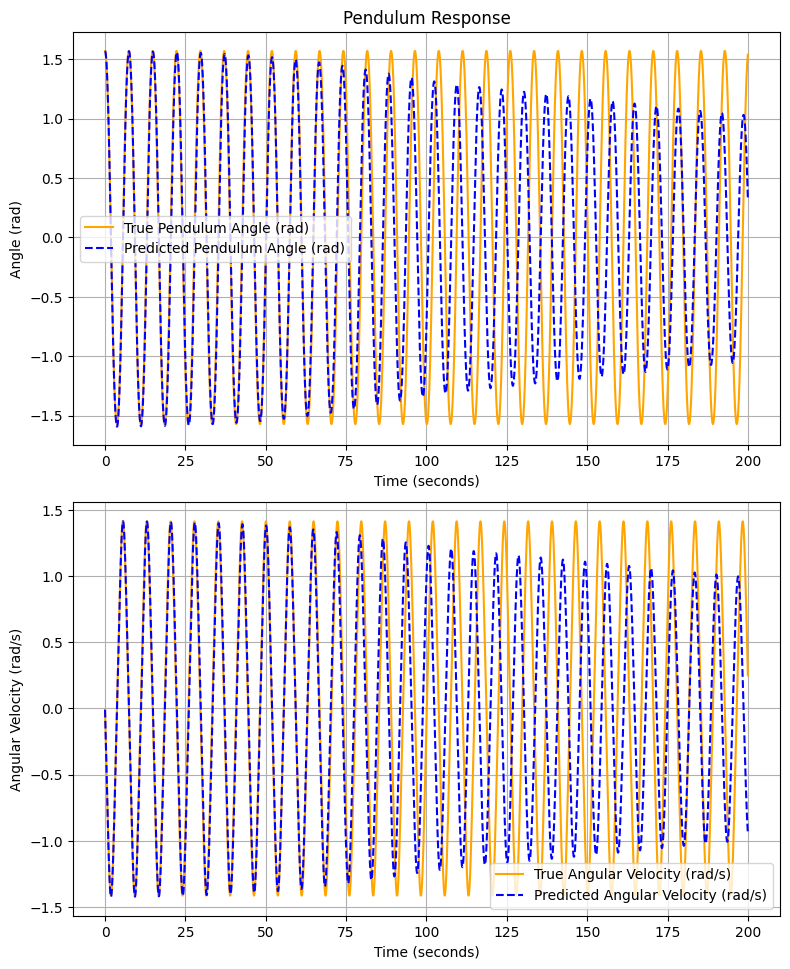 Pendulum Response
1.5
1.0
0.5
0.0
−0.5
−1.0
−1.5
Angle (rad)
True Pendulum Angle (rad)
Predicted Pendulum Angle (rad)
0 25 50 75 100 125 150 175 200
Time (seconds)
1.5
1.0
0.5
0.0
−0.5
−1.0
−1.5
Angular Velocity (rad/s)
True Angular Velocity (rad/s)
Predicted Angular Velocity (rad/s)
0 25 50 75 100 125 150 175 200
Time (seconds)